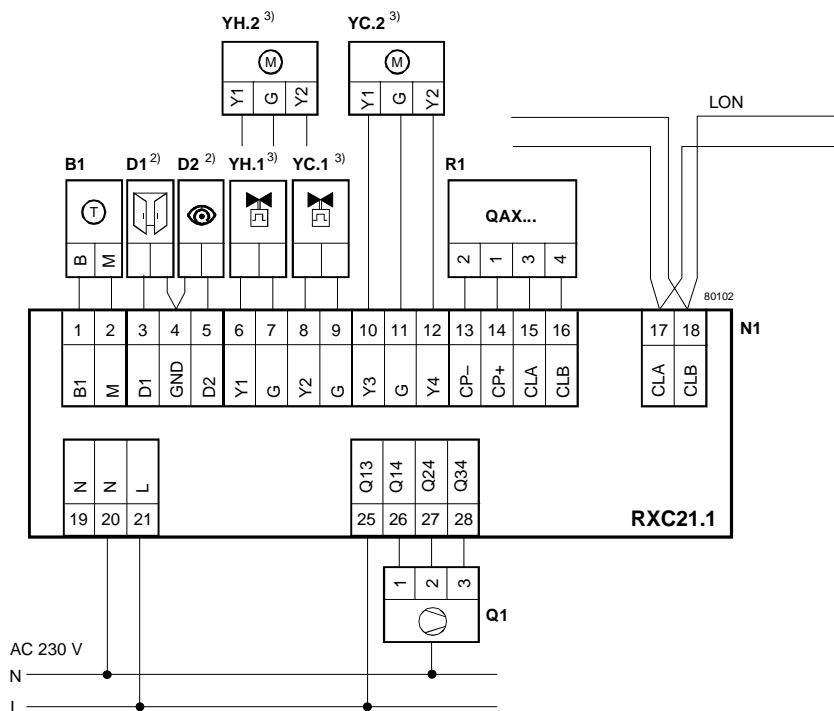 YH.2 3) YC.2 3)
M M
Y1 G Y2 Y1 G Y2
LON
B1 D1 2) D2 2) YH.1 3) YC.1 3) R1
T QAX...
B M 2 1 3 4
80102
1 2 3 4 5 6 7 8 9 10 11 12 13 14 15 16 17 18 N1
B1 M D1 GND D2 Y1 G Y2 G Y3 G Y4 CP– CP+ CLA CLB CLA CLB
N N L Q13 Q14 Q24 Q34
19 20 21 25 26 27 28 RXC21.1
1 2 3
Q1
AC 230 V
N
L